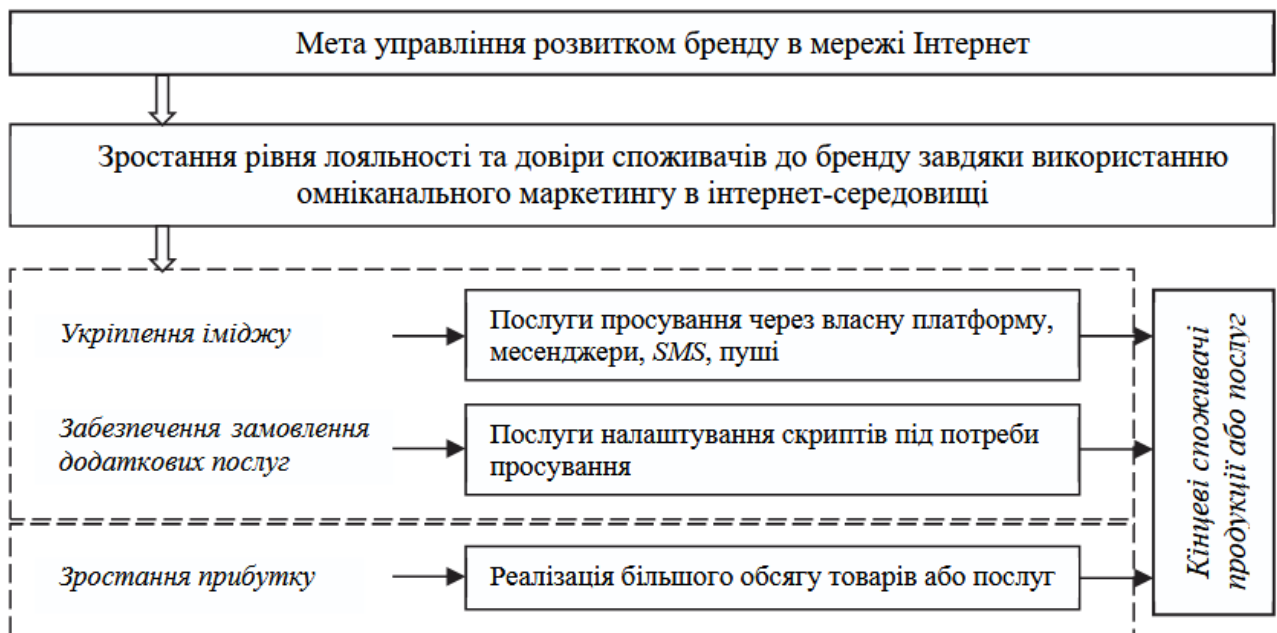 Мета управління розвитком бренду в мережі Інтернет
Зростання рівня лояльності та довіри споживачів до бренду завдяки використанню
омніканального маркетингу в інтернет-середовищі
Укріплення іміджу
Послуги просування через власну платформу,
месенджери, SMS, пуші
Забезпечення замовлення
додаткових послуг
Послуги налаштування скриптів під потреби
просування
Зростання прибутку
Реалізація більшого обсягу товарів або послуг
Кінцеві споживачі
продукції або послуг